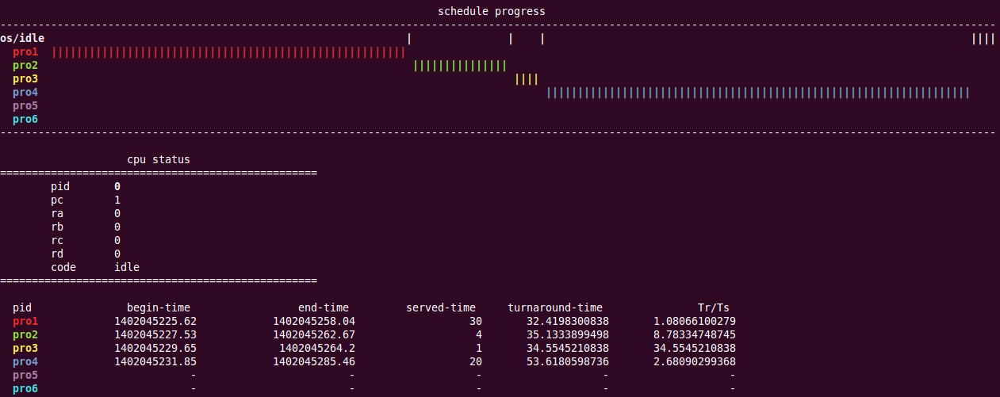 schedule progress
-------------------------------------------------------------------------------------------------------------------------------------------------------------
os/idle | | | ||||
pro1 ||||||||||||||||||||||||||||||||||||||||||||||||||||||||
pro2 |||||||||||||||
pro3 ||||
pro4 |||||||||||||||||||||||||||||||||||||||||||||||||||||||||||||||||||
pro5
pro6
-------------------------------------------------------------------------------------------------------------------------------------------------------------
cpu status
==================================================
pid 0
pc 1
ra 0
rb 0
rc 0
rd 0
code idle
==================================================
pid begin-time end-time served-time turnaround-time Tr/Ts
pro1 1402045225.62 1402045258.04 30 32.4198300838 1.08066100279
pro2 1402045227.53 1402045262.67 4 35.1333899498 8.78334748745
pro3 1402045229.65 1402045264.2 1 34.5545210838 34.5545210838
pro4 1402045231.85 1402045285.46 20 53.6180598736 2.68090299368
pro5 - - - - -
pro6 - - - - -